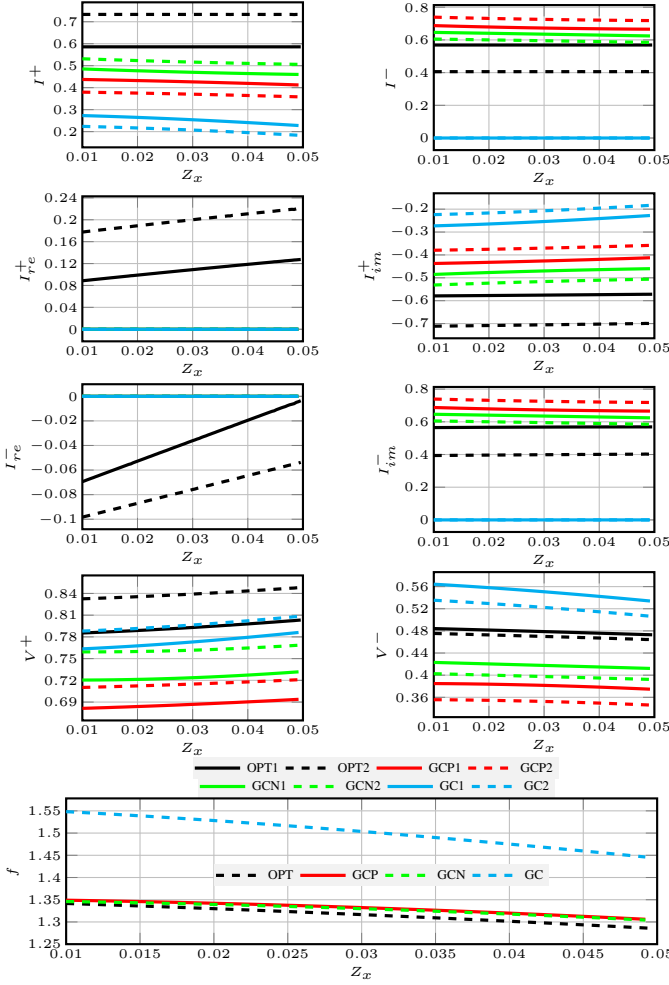 0.7
0.6
0.5
0.4
0.3
0.2
I+
0.01 0.02 0.03 0.04 0.05
Zx
0.8
0.6
0.4
0.2
0
I−
0.01 0.02 0.03 0.04 0.05
Zx
0.24
0.2
0.16
0.12
0.08
0.04
0
I+re
0.01 0.02 0.03 0.04 0.05
Zx
−0.2
−0.3
−0.4
−0.5
−0.6
−0.7
I+im
0.01 0.02 0.03 0.04 0.05
Zx
0
−0.02
−0.04
−0.06
−0.08
−0.1
I−re
0.01 0.02 0.03 0.04 0.05
Zx
0.8
0.6
0.4
0.2
0
I−im
0.01 0.02 0.03 0.04 0.05
Zx
0.84
0.81
0.78
0.75
0.72
0.69
V+
0.01 0.02 0.03 0.04 0.05
Zx
0.56
0.52
0.48
0.44
0.4
0.36
V−
0.01 0.02 0.03 0.04 0.05
Zx
OPT1 OPT2 GCP1 GCP2
GCN1 GCN2 GC1 GC2
1.55
1.5
1.45
1.4
1.35
1.3
1.25
f
OPT GCP GCN GC
0.01 0.015 0.02 0.025 0.03 0.035 0.04 0.045 0.05
Zx